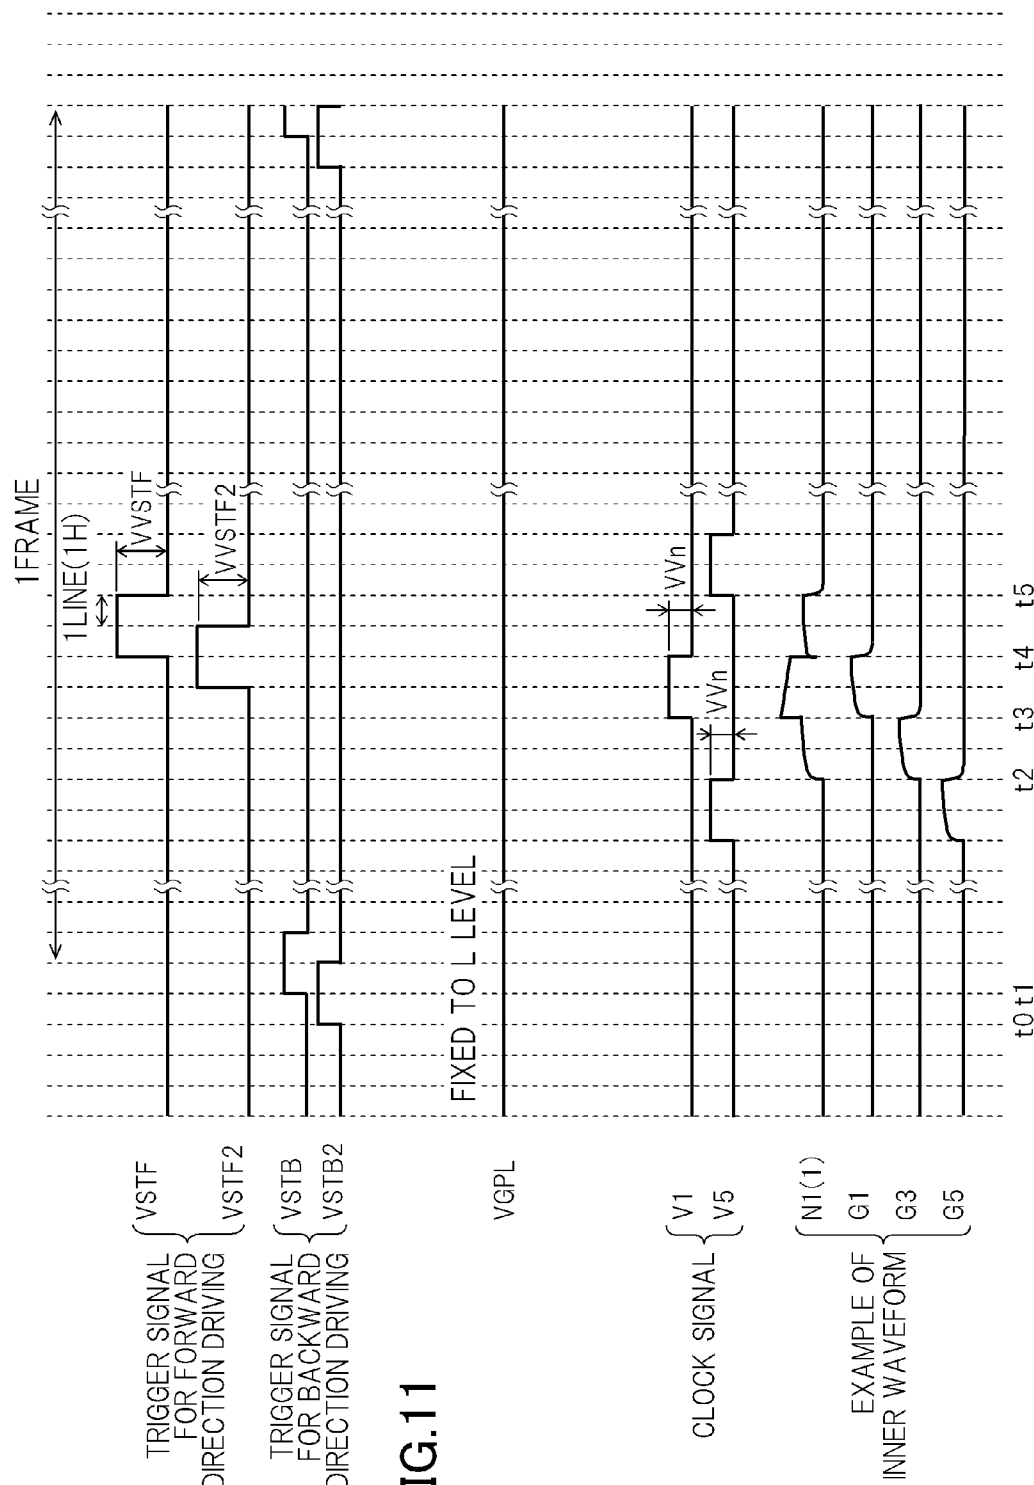 1FRAME
1LINE(1H)
VVSTF
VVSTF2
FIXED TO L LEVEL
VVn
VVn
TRIGGER SIGNAL
FOR FORWARD
DIRECTION DRIVING
VSTF
VSTF2
TRIGGER SIGNAL
FOR BACKWARD
DIRECTION DRIVING
VSTB
VSTB2
VGPL
CLOCK SIGNAL
V1
V5
EXAMPLE OF
INNER WAVEFORM
N1(1)
G1
G3
G5
t0 t1
t2
t3
t4
t5
IG.11